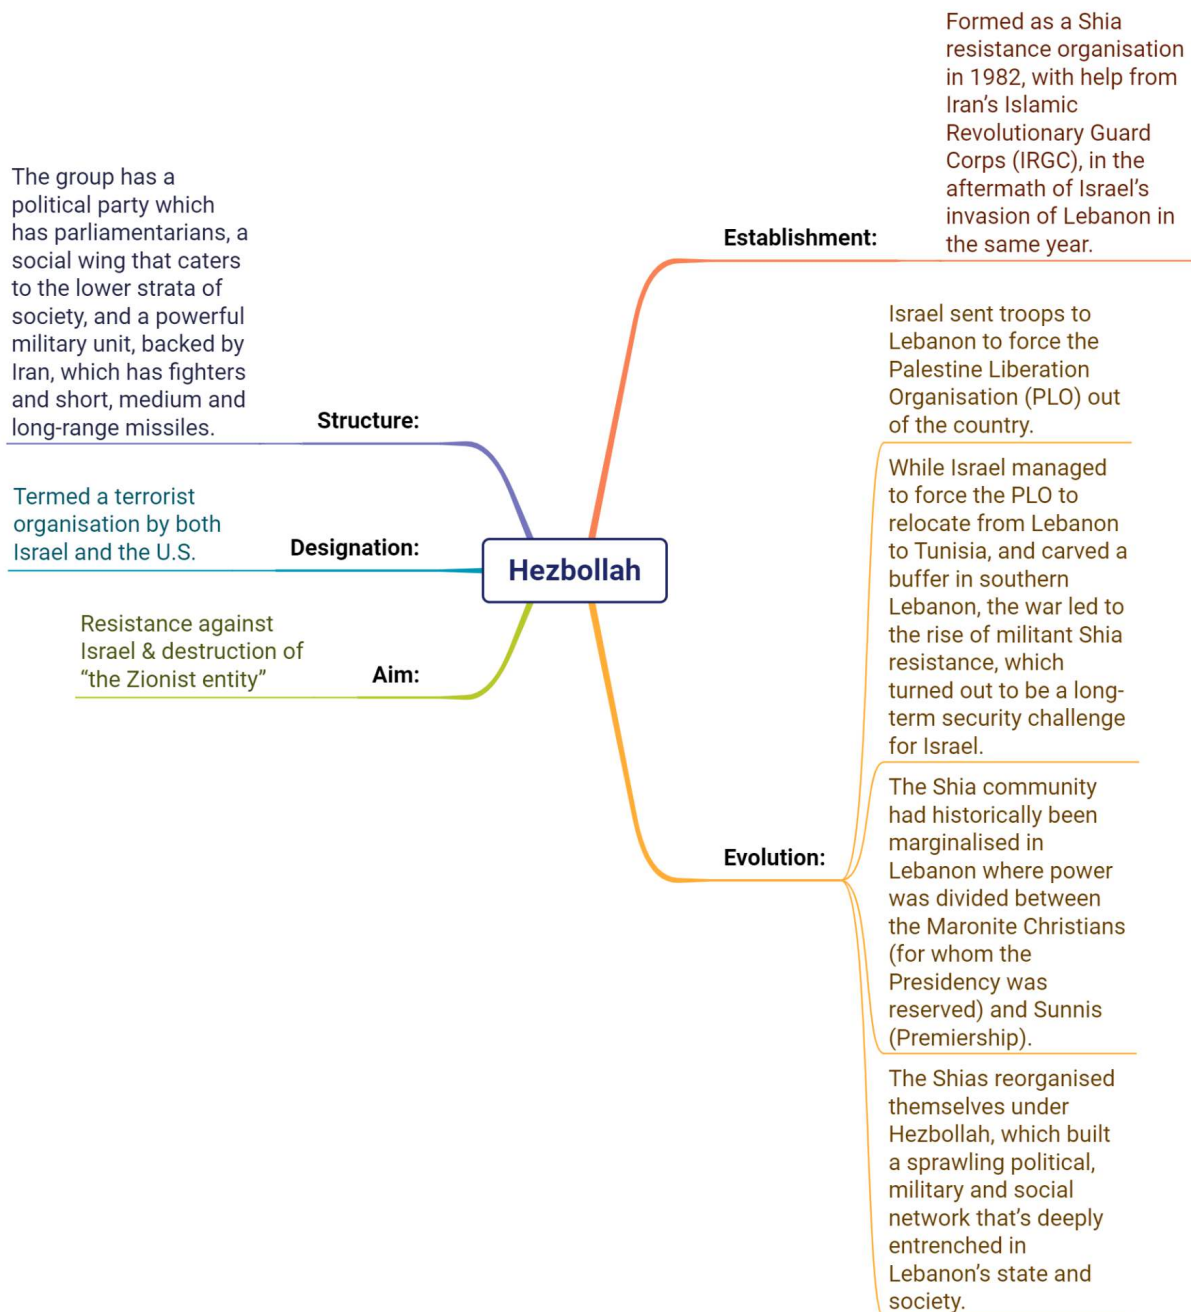 Hezbollah
Establishment:
Formed as a Shia
resistance organisation
in 1982, with help from
Iran’s Islamic
Revolutionary Guard
Corps (IRGC), in the
aftermath of Israel’s
invasion of Lebanon in
the same year.
Evolution:
Israel sent troops to
Lebanon to force the
Palestine Liberation
Organisation (PLO) out
of the country.
While Israel managed
to force the PLO to
relocate from Lebanon
to Tunisia, and carved a
buffer in southern
Lebanon, the war led to
the rise of militant Shia
resistance, which
turned out to be a long-
term security challenge
for Israel.
The Shia community
had historically been
marginalised in
Lebanon where power
was divided between
the Maronite Christians
(for whom the
Presidency was
reserved) and Sunnis
(Premiership).
The Shias reorganised
themselves under
Hezbollah, which built
a sprawling political,
military and social
network that’s deeply
entrenched in
Lebanon’s state and
society.
Structure:
The group has a
political party which
has parliamentarians, a
social wing that caters
to the lower strata of
society, and a powerful
military unit, backed by
Iran, which has fighters
and short, medium and
long-range missiles.
Designation:
Termed a terrorist
organisation by both
Israel and the U.S.
Aim:
Resistance against
Israel & destruction of
“the Zionist entity”